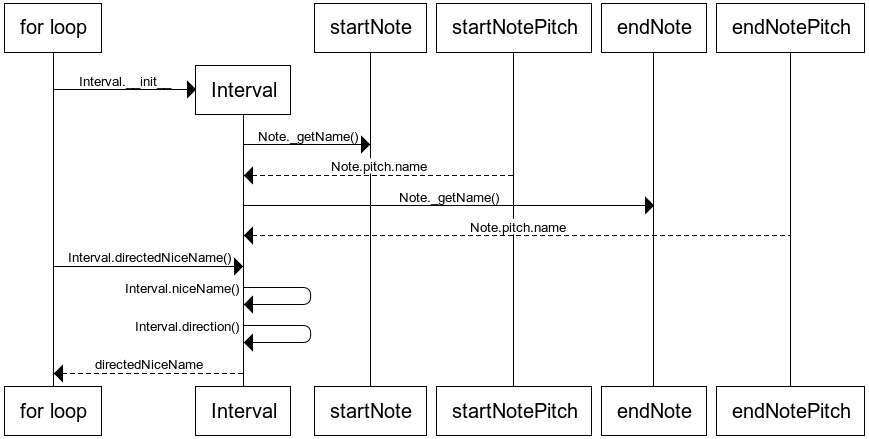 for loop
startNote
startNotePitch
endNote
endNotePitch
Interval.__init__
Interval
Note._getName()
Note.pitch.name
Note._getName()
Note.pitch.name
Interval.directedNiceName()
Interval.niceName()
Interval.direction()
directedNiceName
for loop
Interval
startNote
startNotePitch
endNote
endNotePitch